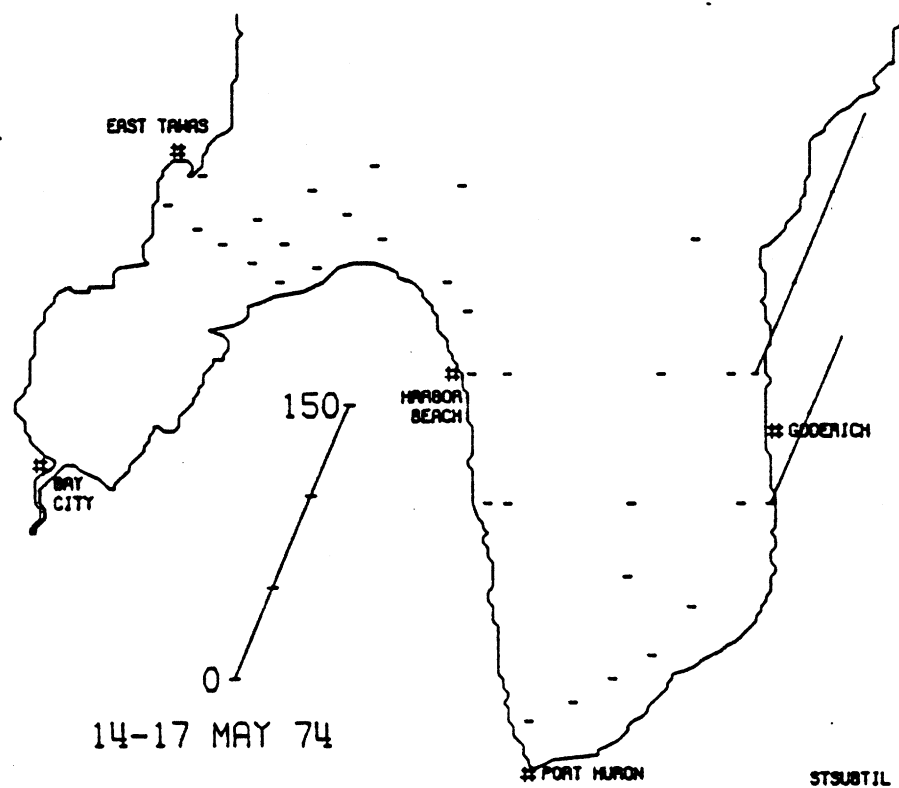 EAST TAWAS
#
150
#
HARBOR
BEACH
# GODERICH
#
BAY
CITY
0
14-17 MAY 74
# PORT HURON
STSUBTIL